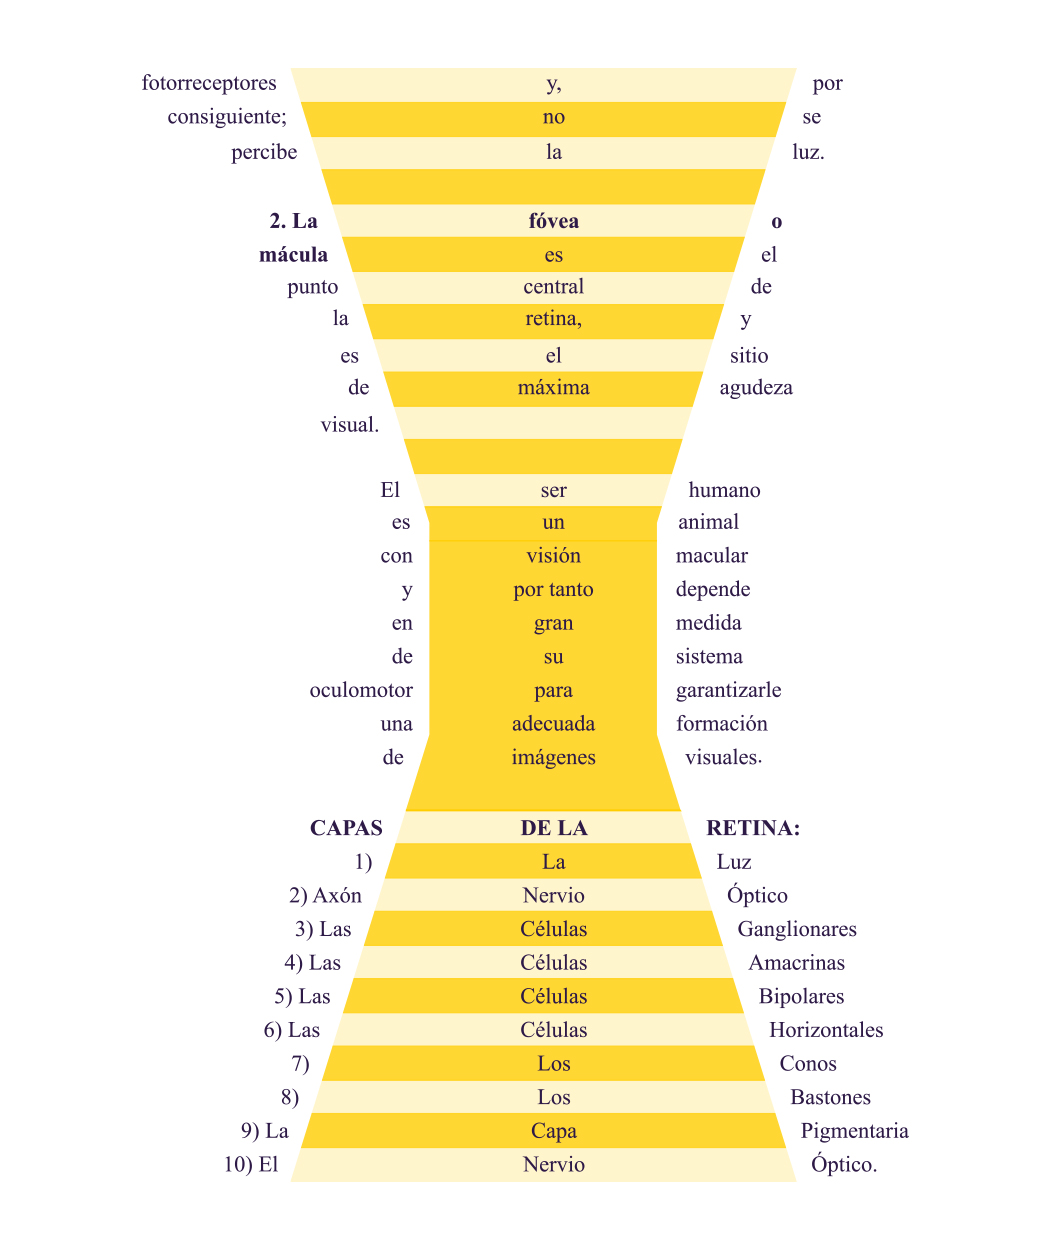 fotorreceptores y, por
consiguiente; no se
percibe la luz.
2. La fóvea o
mácula es el
punto central de
la retina, y
es el sitio
de máxima agudeza
visual.
El ser humano
es un animal
con visión macular
y por tanto depende
en gran medida
de su sistema
oculomotor para garantizarle
una adecuada formación
de imágenes visuales.
CAPAS DE LA RETINA:
1) La Luz
2) Axón Nervio Óptico
3) Las Células Ganglionares
4) Las Células Amacrinas
5) Las Células Bipolares
6) Las Células Horizontales
7) Los Conos
8) Los Bastones
9) La Capa Pigmentaria
10) El Nervio Óptico.